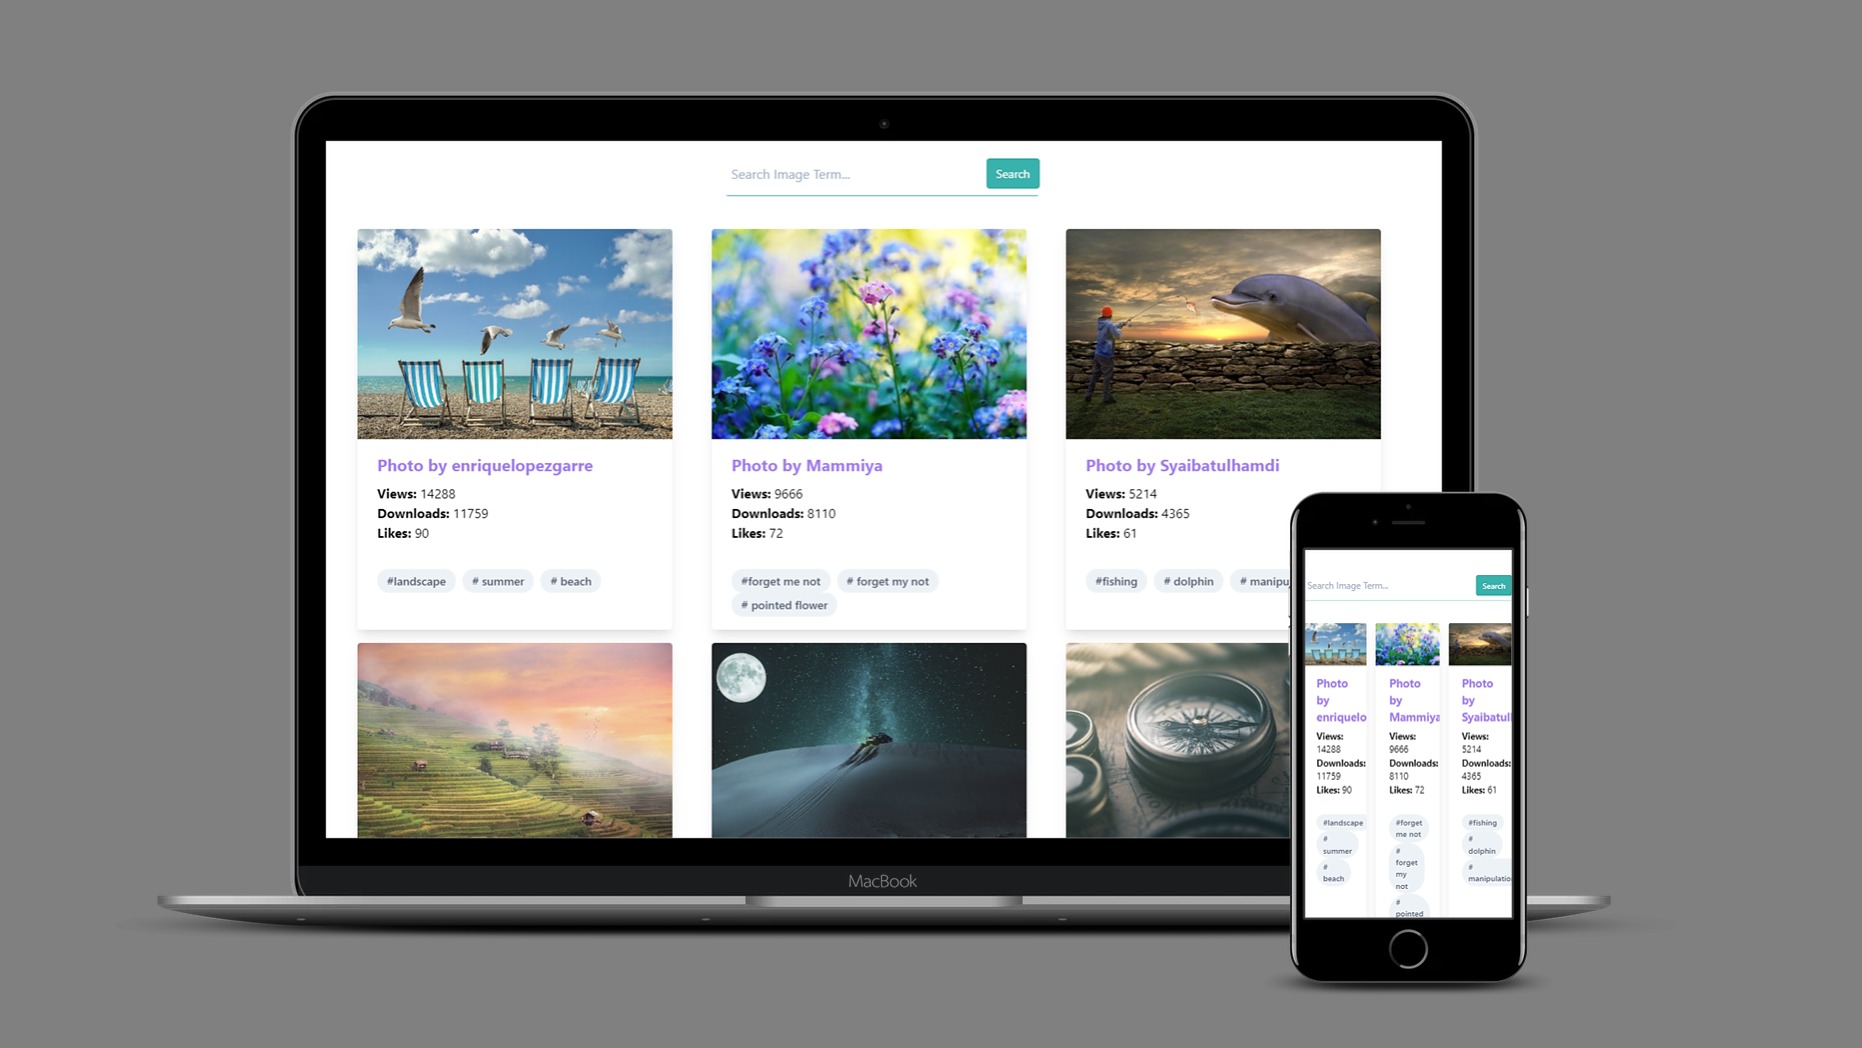 Search Image Term...
Search
Photo by enriquelopezgarre
Views: 14288
Downloads: 11759
Likes: 90
#landscape # summer # beach
Photo by Mammiya
Views: 9666
Downloads: 8110
Likes: 72
#forget me not # forget my not
# pointed flower
Photo by Syaibatulhamdi
Views: 5214
Downloads: 4365
Likes: 61
#fishing # dolphin # manipu
MacBook
Search Image Term...
Search
Photo
by
enriquelo
Views:
14288
Downloads:
11759
Likes: 90
#landscape
#
summer
#
beach
Photo
by
Mammiya
Views:
9666
Downloads:
8110
Likes: 72
#forget
me not
#
forget
my
not
#
pointed
Photo
by
Syaibatul
Views:
5214
Downloads:
4365
Likes: 61
#fishing
#
dolphin
#
manipulatio